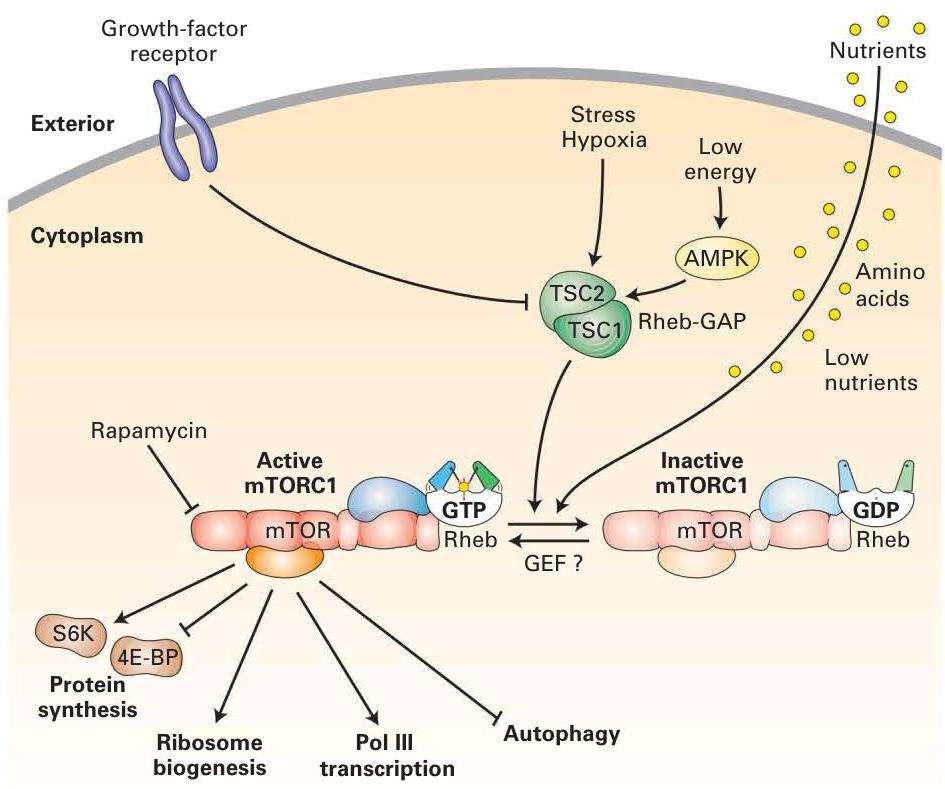 Growth-factor
receptor
Nutrients
Exterior
Stress
Hypoxia
Low
energy
Cytoplasm
AMPK
Amino
acids
TSC2
TSC1
Rheb-GAP
Low
nutrients
Rapamycin
Active
mTORC1
Inactive
mTORC1
mTOR
GTP
Rheb
GEF ?
mTOR
GDP
Rheb
S6K
4E-BP
Protein
synthesis
Ribosome
biogenesis
Pol III
transcription
Autophagy